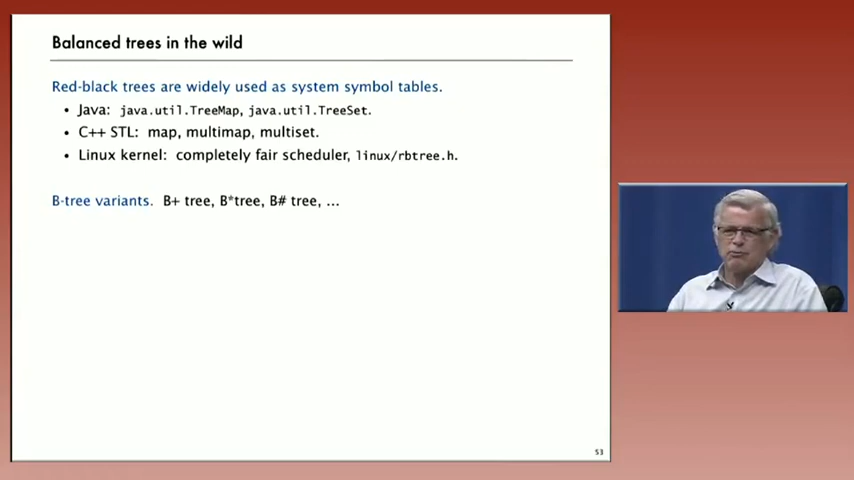 Balanced trees in the wild
Red-black trees are widely used as system symbol tables.
• Java: java.util.TreeMap, java.util.TreeSet.
• C++ STL: map, multimap, multiset.
• Linux kernel: completely fair scheduler, linux/rbtree.h.
B-tree variants. B+ tree, B*tree, B# tree, ...
53